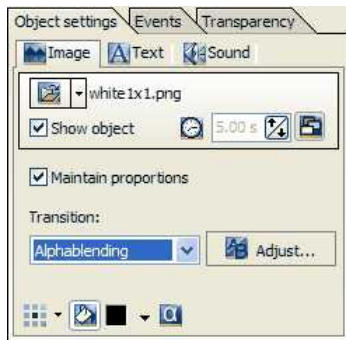 Object settings Events Transparency
Image Text Sound
white1x1.png
Show object 5.00 s
Maintain proportions
Transition:
Alphablending Adjust...